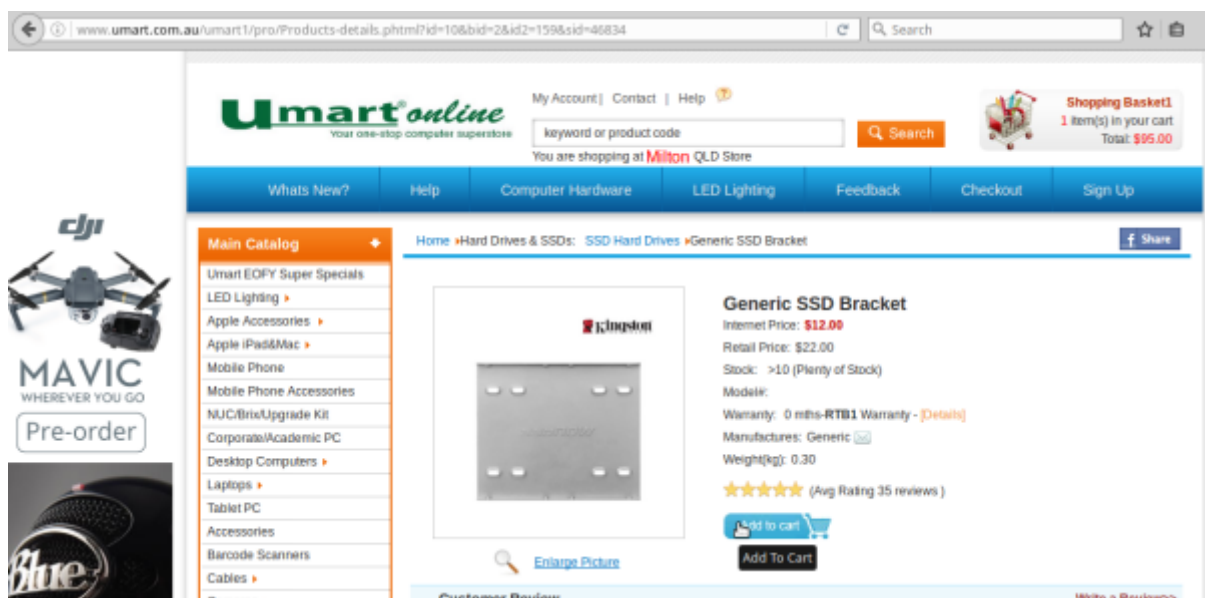 www.umart.com.au/umart1/pro/Products-details.phtml?id=10&bid=2&id2=159&sid=46834
Search
Umart online
Your one-stop computer superstore
My Account | Contact | Help
keyword or product code
Search
You are shopping at Milton QLD Store
Shopping Basket1
1 item(s) in your cart
Total: $95.00
Whats New? Help Computer Hardware LED Lighting Feedback Checkout Sign Up
dji
MAVIC
WHEREVER YOU GO
Pre-order
Blue
Main Catalog
Umart EOFY Super Specials
LED Lighting
Apple Accessories
Apple iPad&Mac
Mobile Phone
Mobile Phone Accessories
NUC/Brix/Upgrade Kit
Corporate/Academic PC
Desktop Computers
Laptops
Tablet PC
Accessories
Barcode Scanners
Cables
Home Hard Drives & SSDs: SSD Hard Drives Generic SSD Bracket
Share
Kingston
Enlarge Picture
Generic SSD Bracket
Internet Price: $12.00
Retail Price: $22.00
Stock: >10 (Plenty of Stock)
Model#:
Warranty: 0 mths-RTB1 Warranty - [Details]
Manufactures: Generic
Weight(kg): 0.30
(Avg Rating 35 reviews )
Add to cart
Add To Cart
Customer Review
Write a Review>>